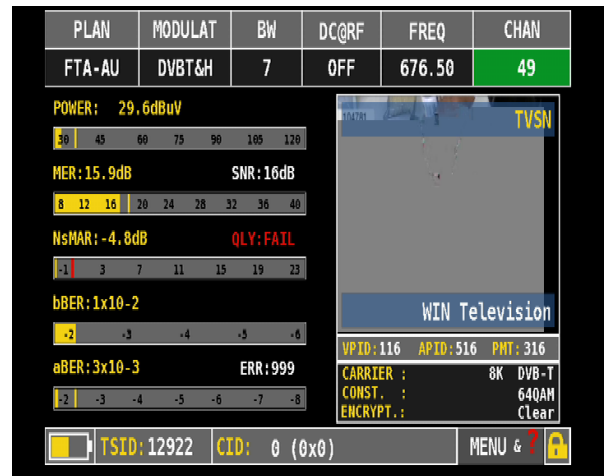 PLAN MODULAT BW DC@RF FREQ CHAN
FTA-AU DVBT&H 7 OFF 676.50 49
POWER: 29.6dBuV
30 45 60 75 90 105 120
104781 TVSN
MER:15.9dB SNR:16dB
8 12 16 20 24 28 32 36 40
NsMAR:-4.8dB QLY:FAIL
-1 3 7 11 15 19 23
bBER:1x10-2
-2 -3 -4 -5 -6
WIN Television
VPID:116 APID:516 PMT:316
aBER:3x10-3 ERR:999
-2 -3 -4 -5 -6 -7 -8
CARRIER : 8K DVB-T
CONST. : 64QAM
ENCRYPT.: Clear
TSID:12922 CID: 0 (0x0) MENU & ?